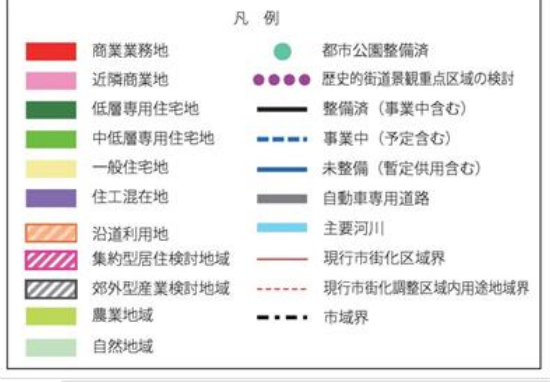 凡 例
商業業務地
近隣商業地
低層専用住宅地
中低層専用住宅地
一般住宅地
住工混在地
沿道利用地
集約型居住検討地域
郊外型産業検討地域
農業地域
自然地域
都市公園整備済
歴史的街道景観重点区域の検討
整備済（事業中含む）
事業中（予定含む）
未整備（暫定供用含む）
自動車専用道路
主要河川
現行市街化区域界
現行市街化調整区域内用途地域界
市域界